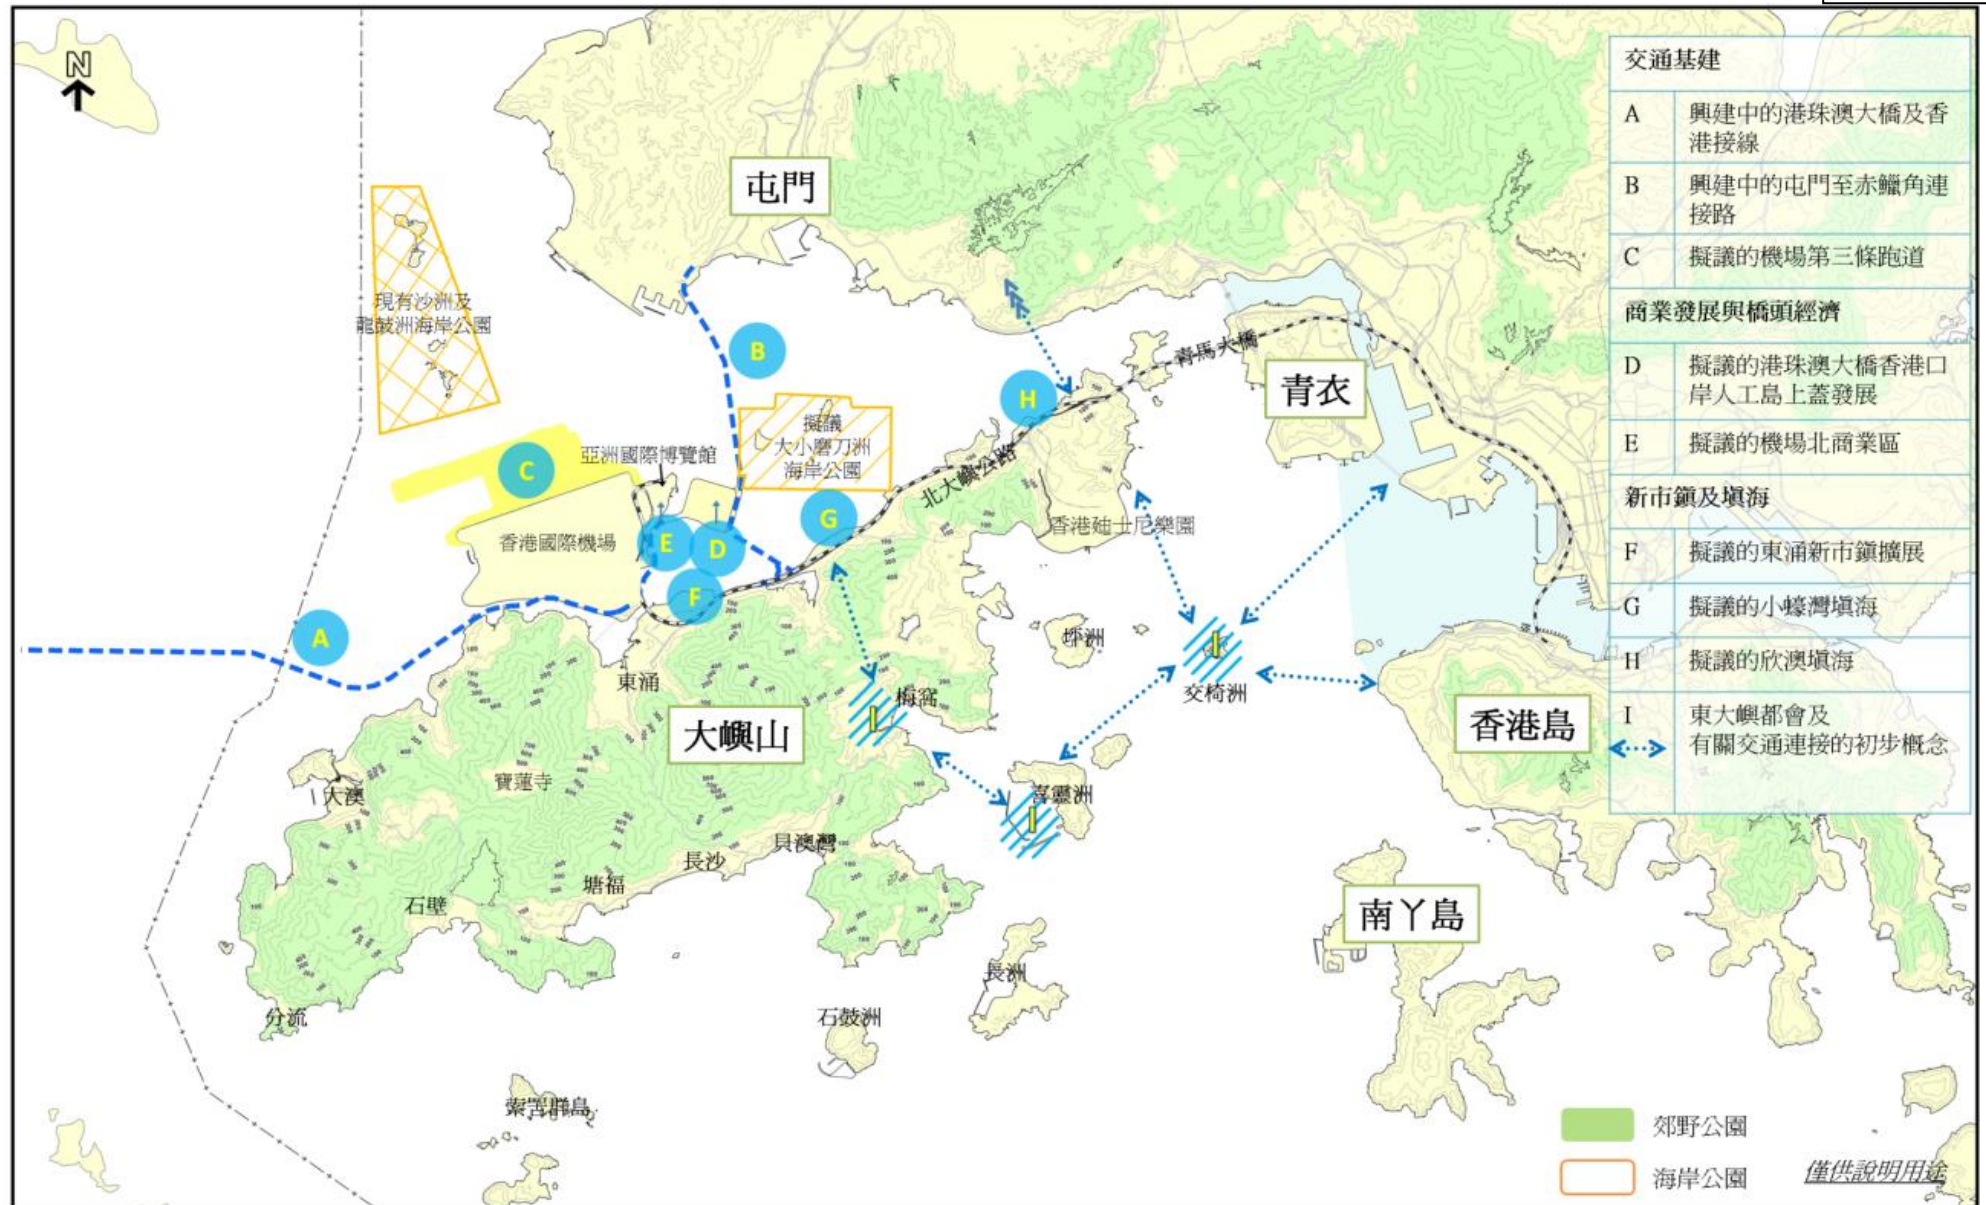 N
交通基建
A 興建中的港珠澳大橋及香
港接線
B 興建中的屯門至赤鱲角連
接路
C 擬議的機場第三條跑道
商業發展與橋頭經濟
D 擬議的港珠澳大橋香港口
岸人工島上蓋發展
E 擬議的機場北商業區
新市鎮及填海
F 擬議的東涌新市鎮擴展
G 擬議的小蠔灣填海
H 擬議的欣澳填海
I 東大嶼都會及
有關交通連接的初步概念
屯門
現有沙洲及
龍鼓洲海岸公園
B
青馬大橋
青衣
H
擬議
大小磨刀洲
海岸公園
亞洲國際博覽館
C
北大嶼公路
G
香港迪士尼樂園
香港國際機場
E
D
F
A
坪洲
東涌
梅窩
交椅洲
大嶼山
香港島
寶蓮寺
大澳
喜靈洲
貝澳灣
長沙
塘福
石壁
南丫島
長洲
分流
石鼓洲
索罟群島
郊野公園
海岸公園
僅供說明用途